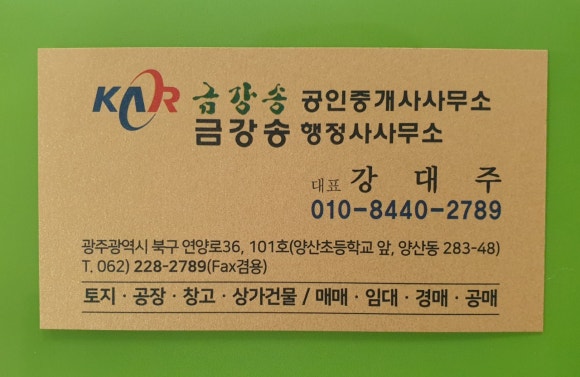 KAR 금강송 공인중개사사무소
금강송 행정사사무소
대표 강 대 주
010-8440-2789
광주광역시 북구 연양로36, 101호(양산초등학교 앞, 양산동 283-48)
T. 062) 228-2789(Fax겸용)
토지 · 공장 · 창고 · 상가건물 / 매매 · 임대 · 경매 · 공매